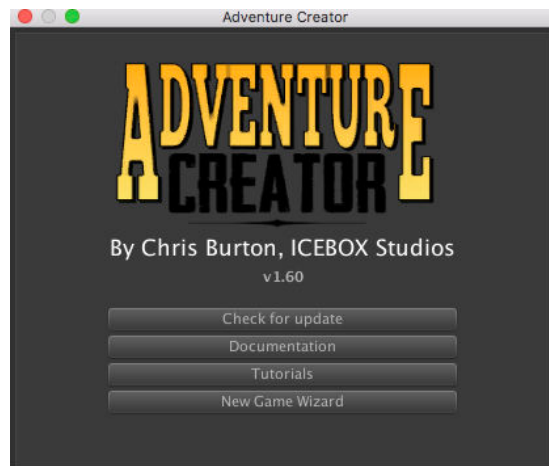 Adventure Creator
ADVENTURE
CREATOR
By Chris Burton, ICEBOX Studios
v1.60
Check for update
Documentation
Tutorials
New Game Wizard